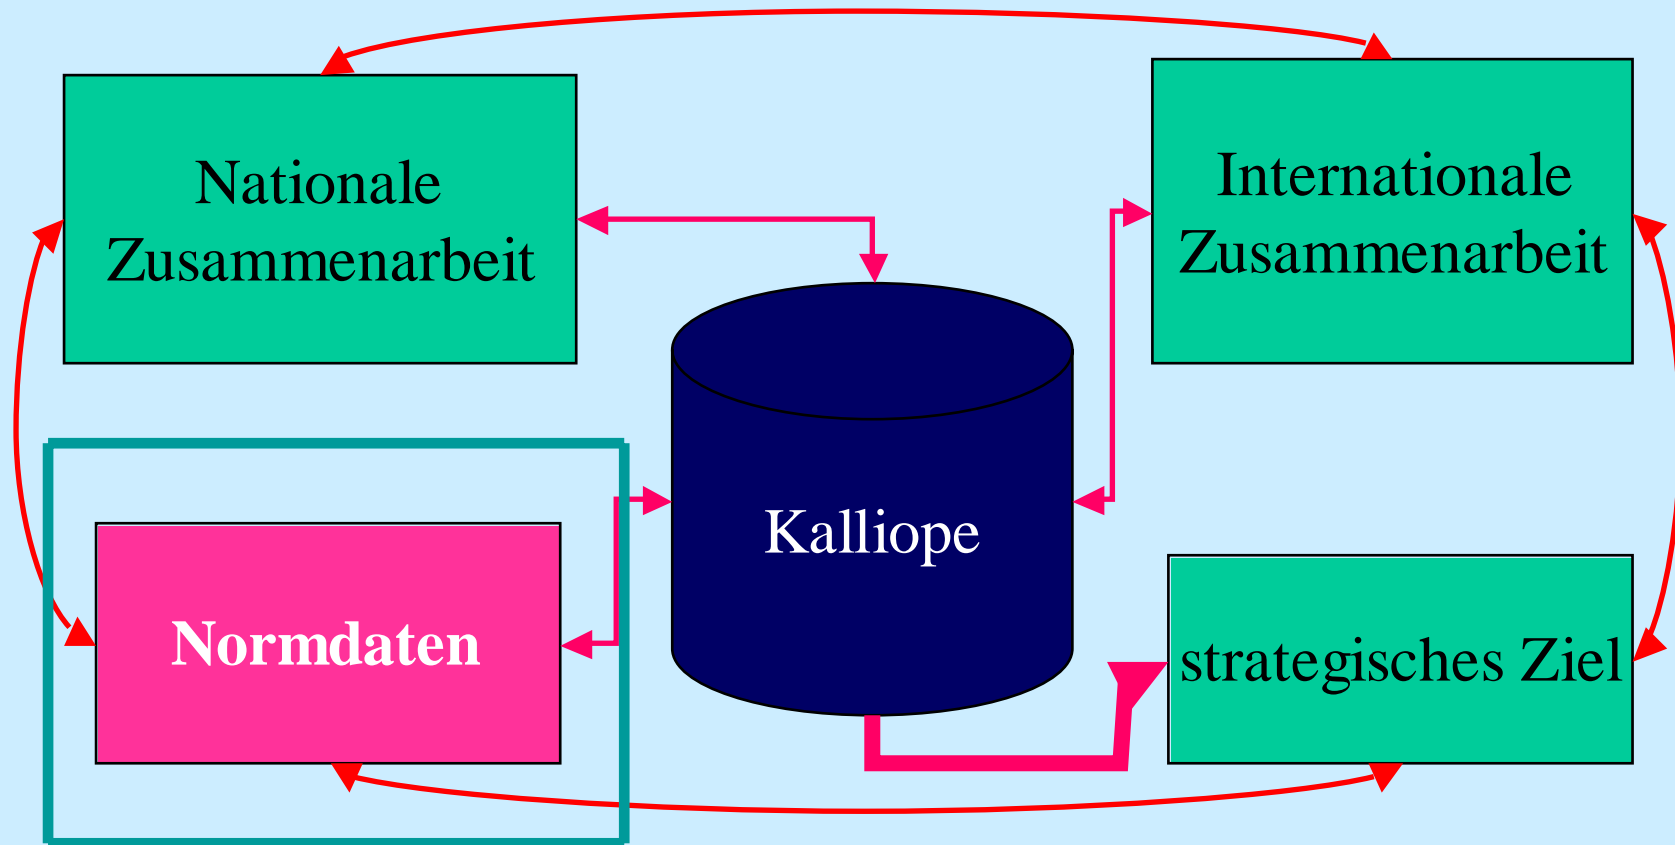 Nationale
Zusammenarbeit
Internationale
Zusammenarbeit
Kalliope
Normdaten
strategisches Ziel